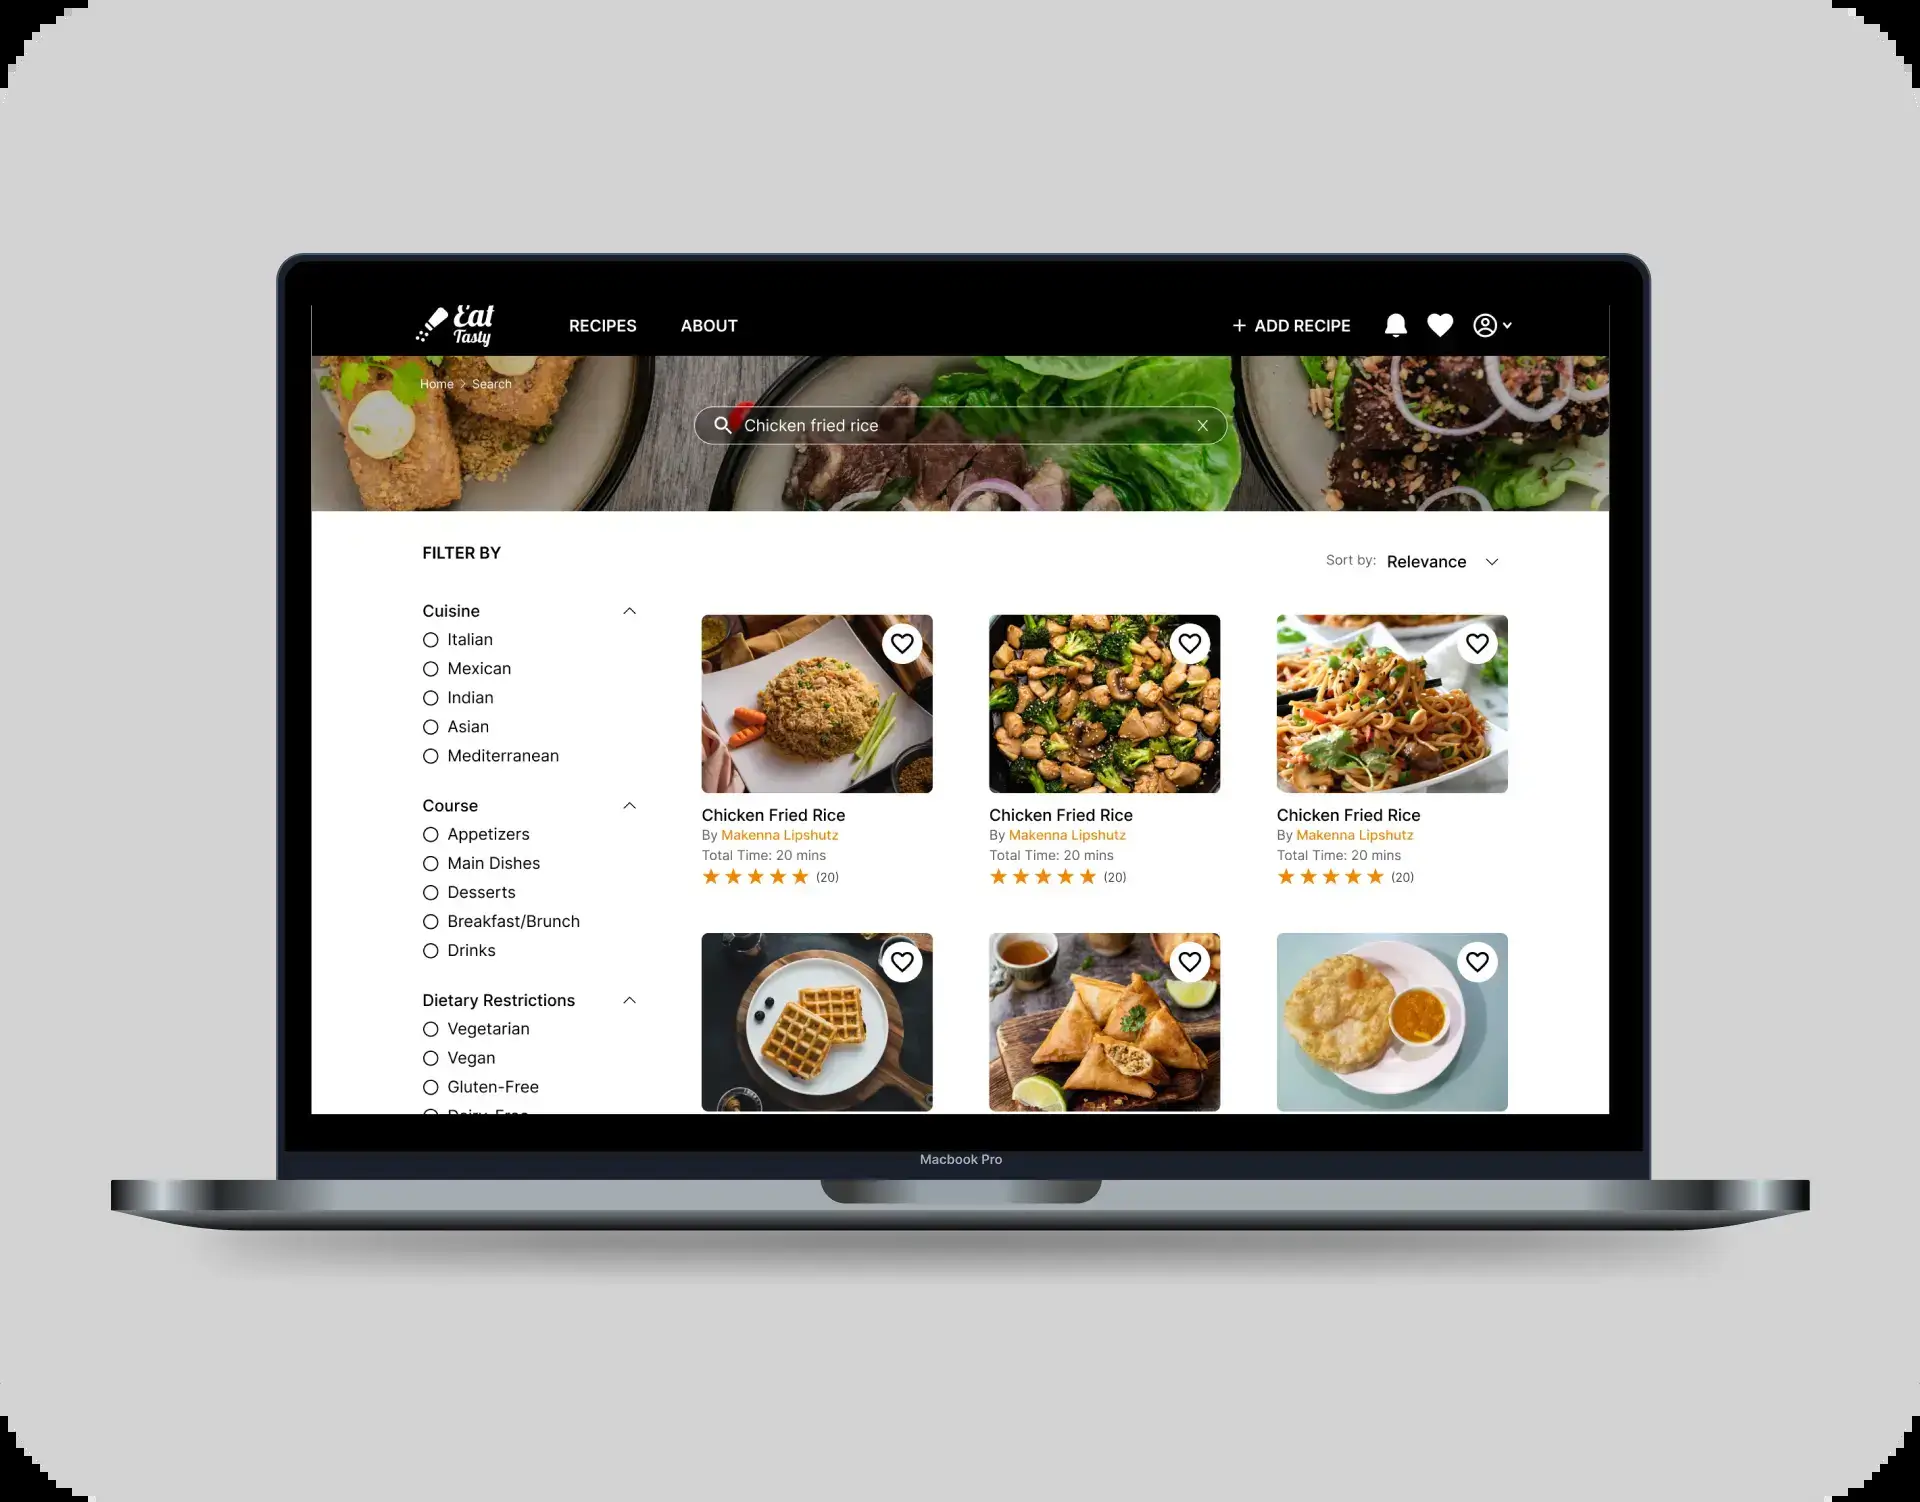 Eat
Tasty
RECIPES
ABOUT
+ ADD RECIPE
Home > Search
Chicken fried rice
FILTER BY
Sort by: Relevance
Cuisine
Italian
Mexican
Indian
Asian
Mediterranean
Course
Appetizers
Main Dishes
Desserts
Breakfast/Brunch
Drinks
Dietary Restrictions
Vegetarian
Vegan
Gluten-Free
Dairy-Free
Chicken Fried Rice
By Makenna Lipshutz
Total Time: 20 mins
(20)
Chicken Fried Rice
By Makenna Lipshutz
Total Time: 20 mins
(20)
Chicken Fried Rice
By Makenna Lipshutz
Total Time: 20 mins
(20)
Macbook Pro